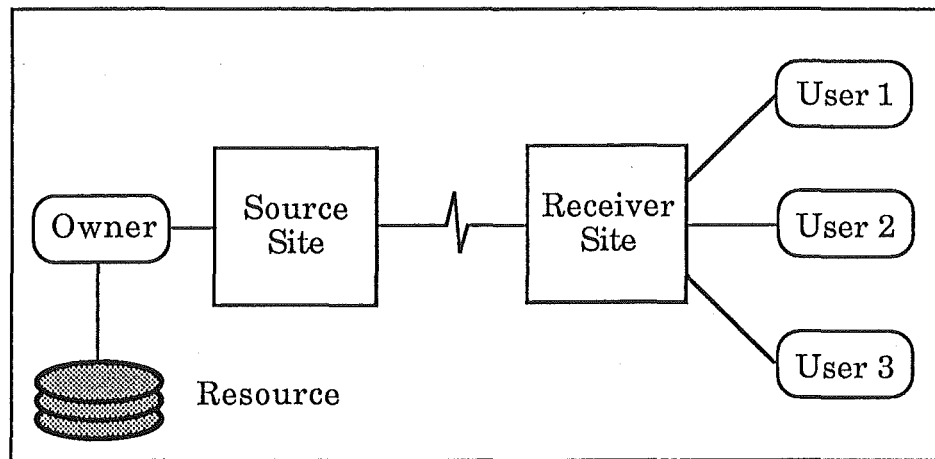 Owner
Source
Site
Receiver
Site
User 1
User 2
User 3
Resource